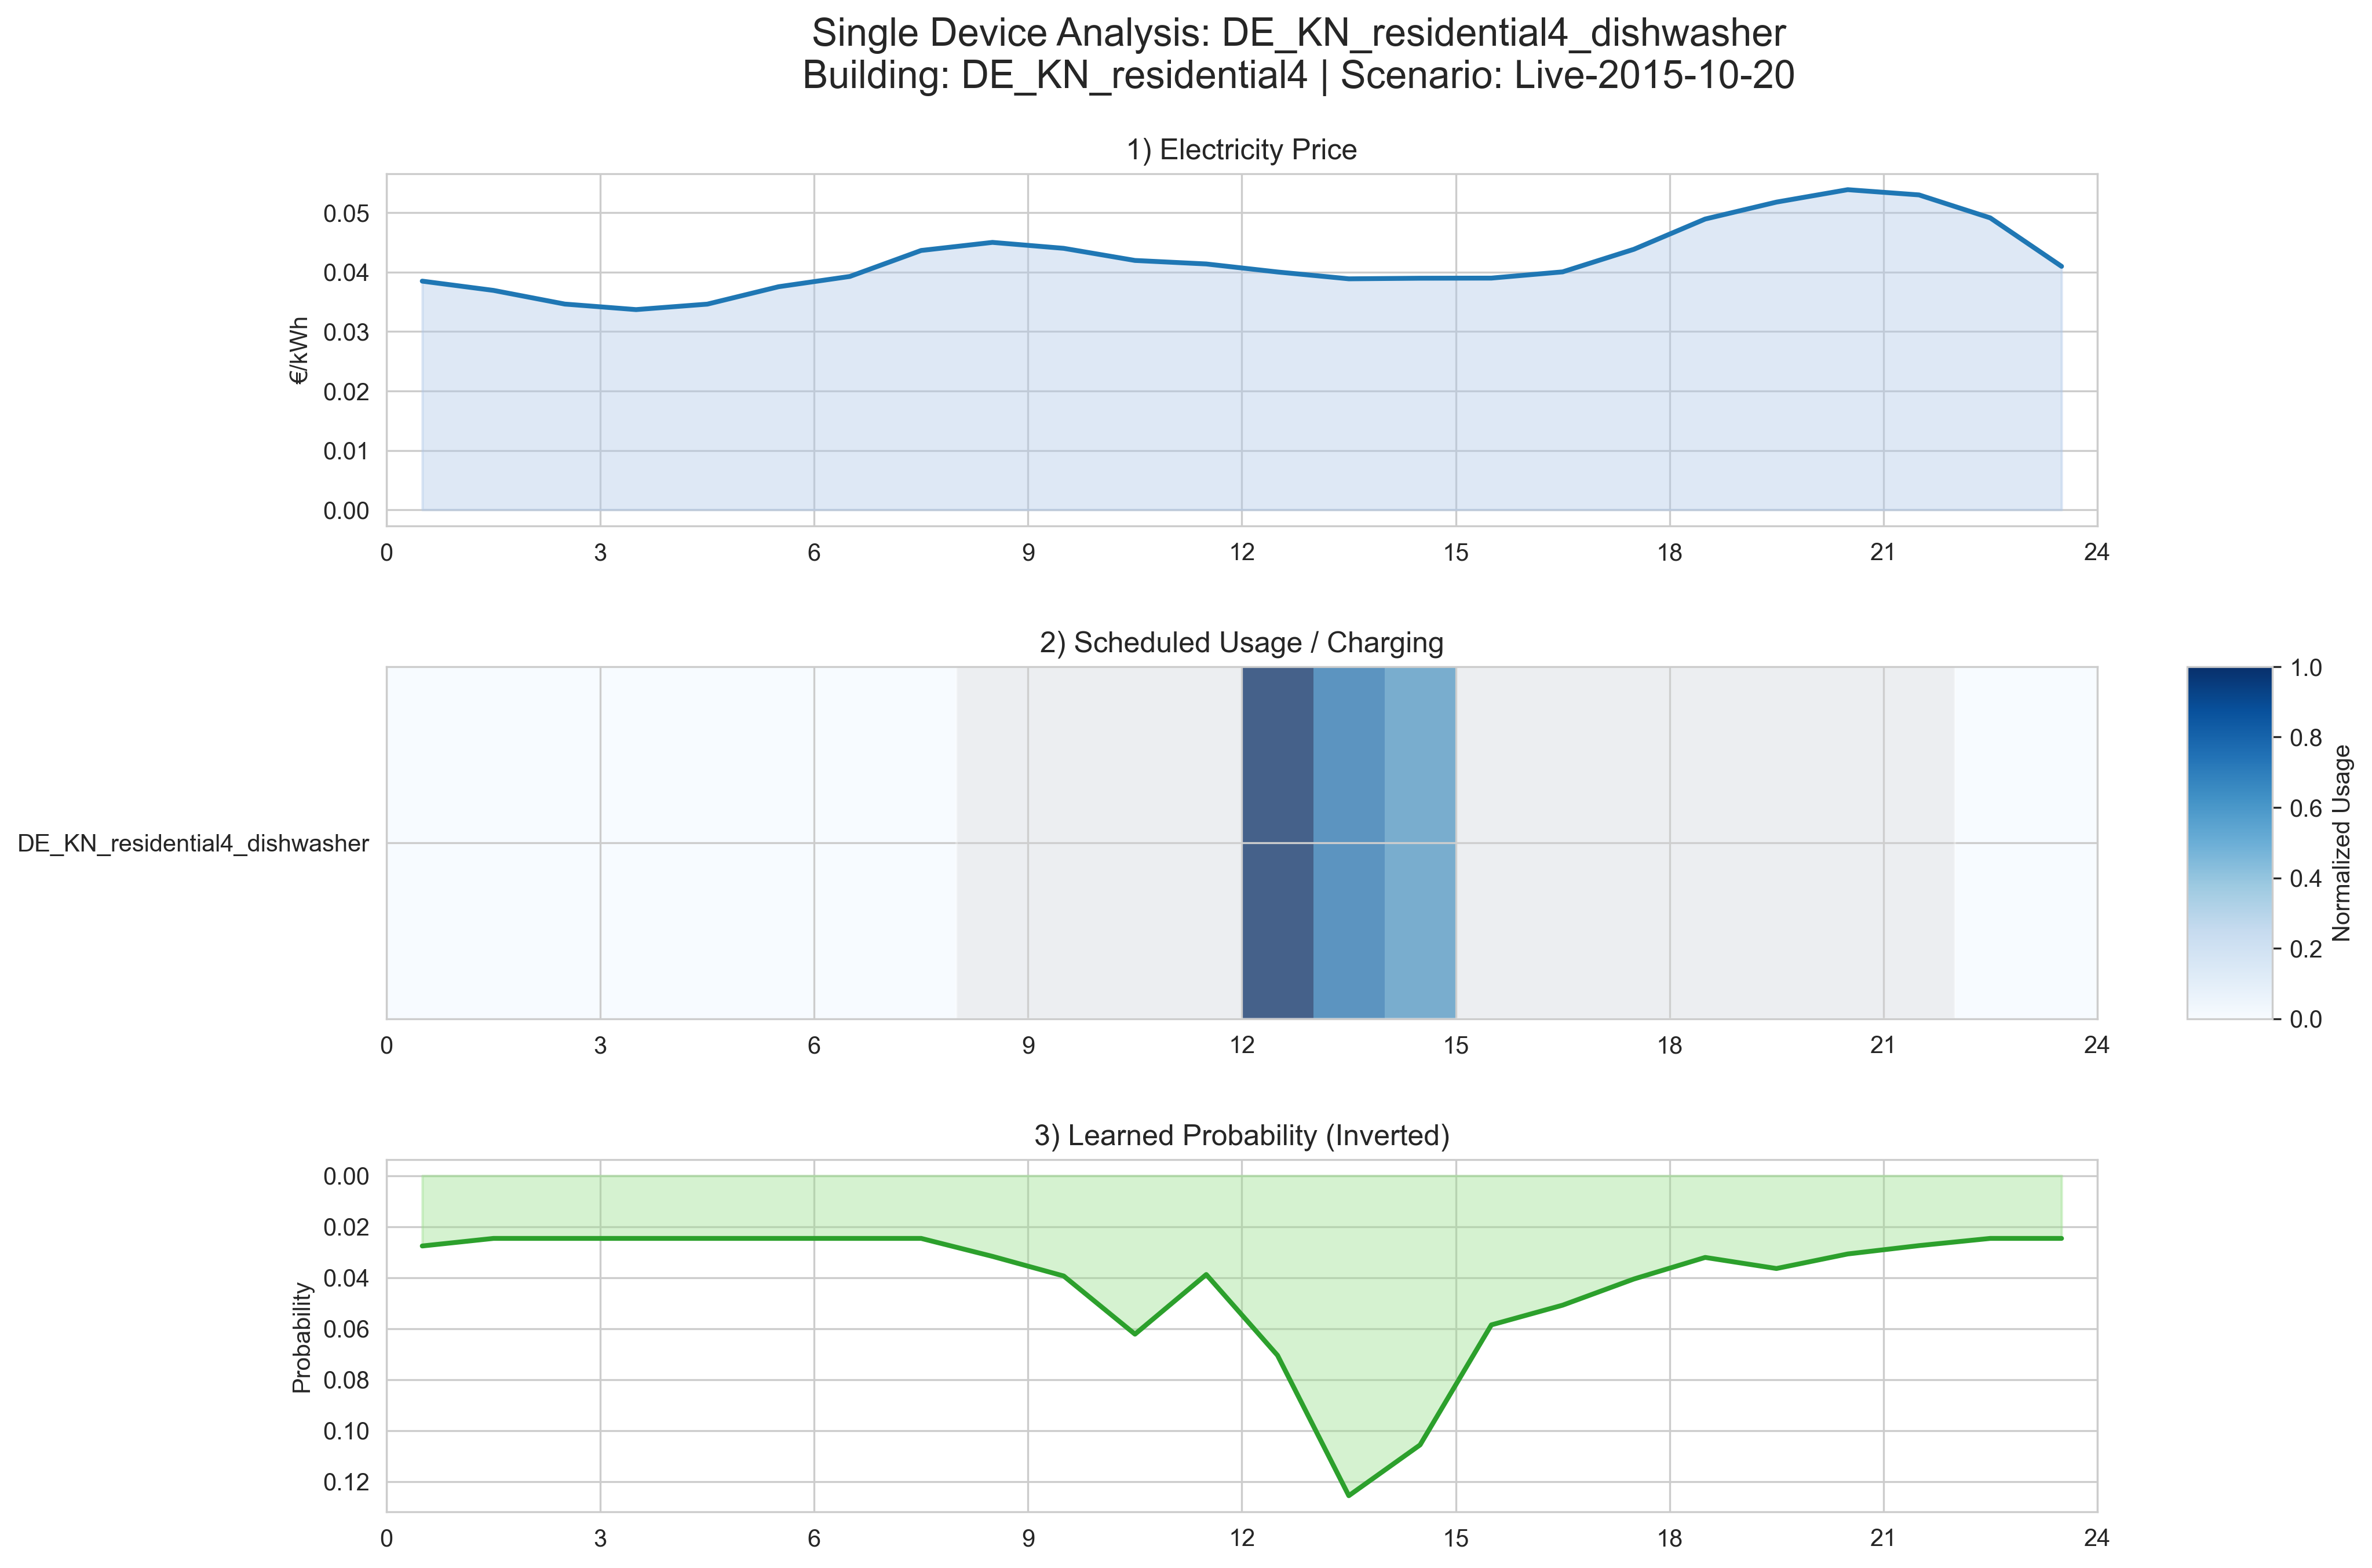 Single Device Analysis: DE_KN_residential4_dishwasher
Building: DE_KN_residential4 | Scenario: Live-2015-10-20
1) Electricity Price
€/kWh
0.05
0.04
0.03
0.02
0.01
0.00
0 3 6 9 12 15 18 21 24
2) Scheduled Usage / Charging
DE_KN_residential4_dishwasher
0 3 6 9 12 15 18 21 24
1.0
0.8
0.6
0.4
0.2
0.0
Normalized Usage
3) Learned Probability (Inverted)
Probability
0.00
0.02
0.04
0.06
0.08
0.10
0.12
0 3 6 9 12 15 18 21 24